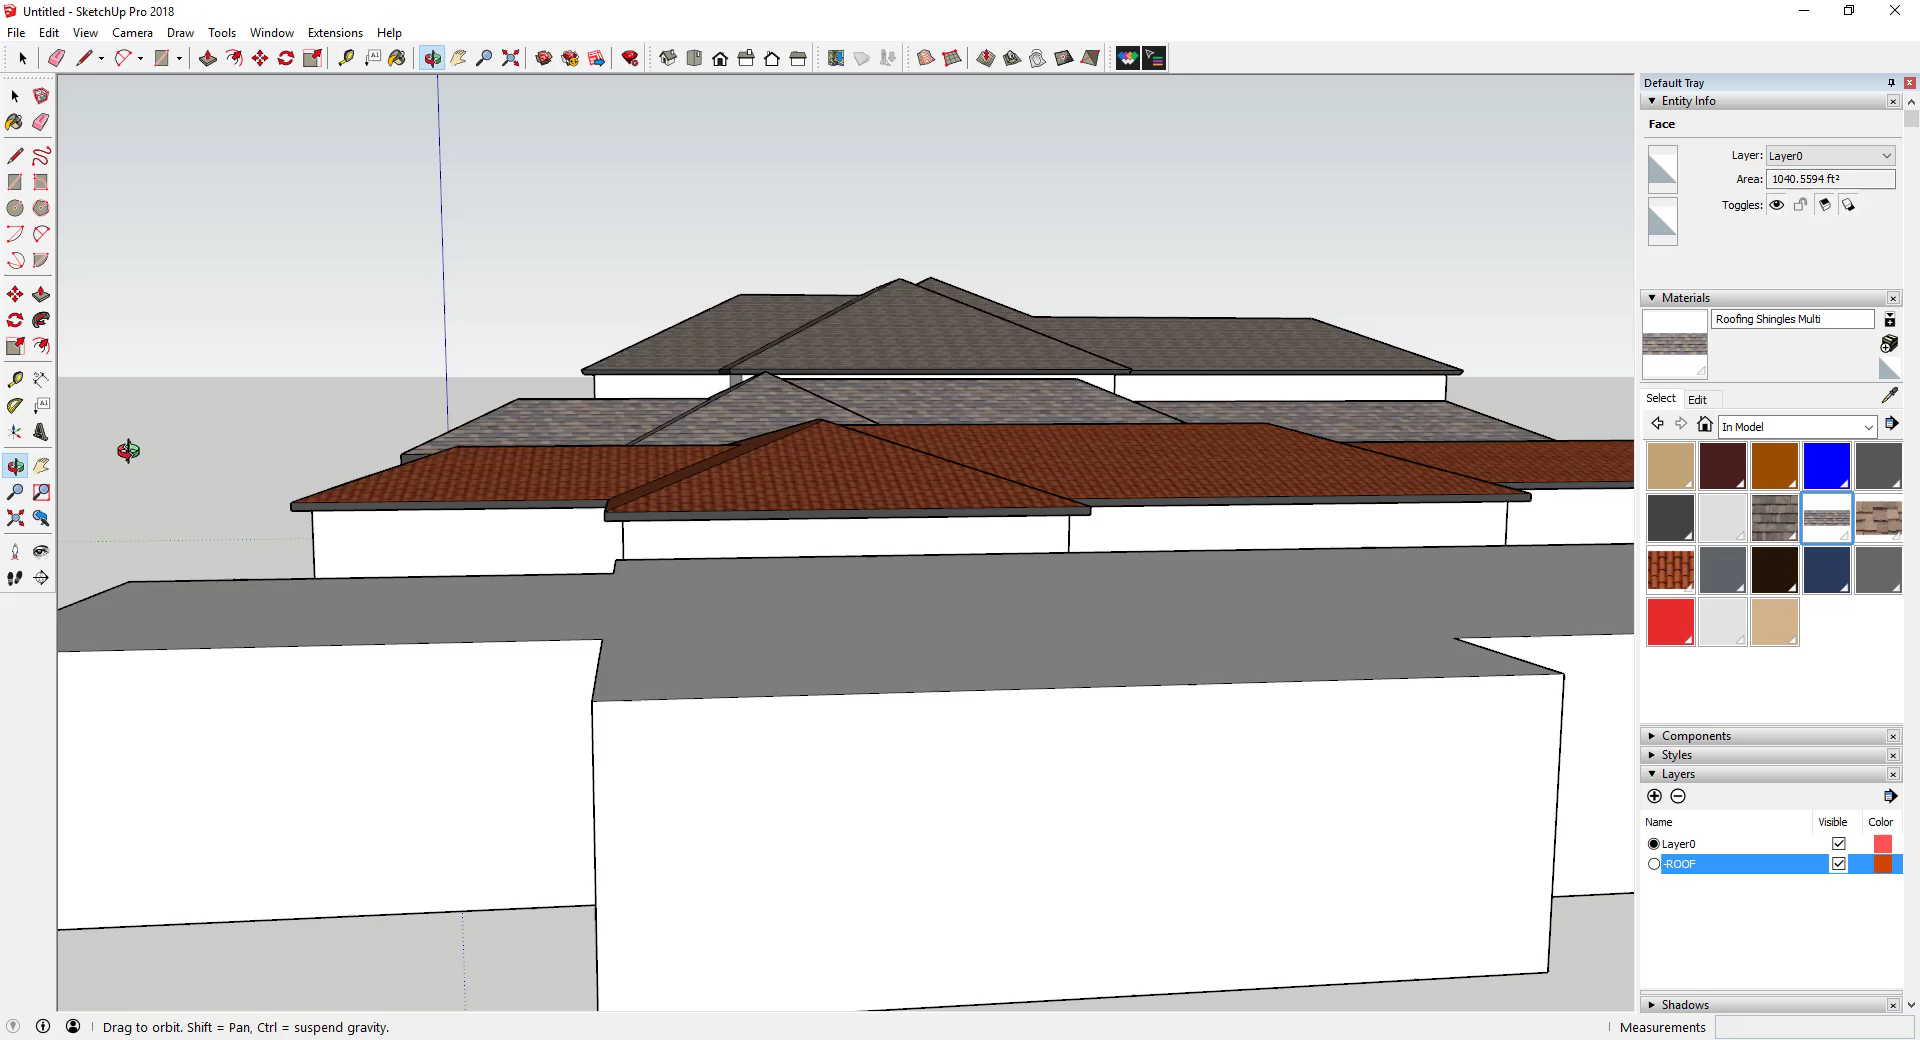 Untitled - SketchUp Pro 2018
File Edit View Camera Draw Tools Window Extensions Help
Default Tray
Entity Info
Face
Layer: Layer0
Area: 1040.5594 ft²
Toggles:
Materials
Roofing Shingles Multi
Select Edit
In Model
Components
Styles
Layers
Name Visible Color
Layer0
-ROOF
Shadows
Drag to orbit. Shift = Pan, Ctrl = suspend gravity.
Measurements